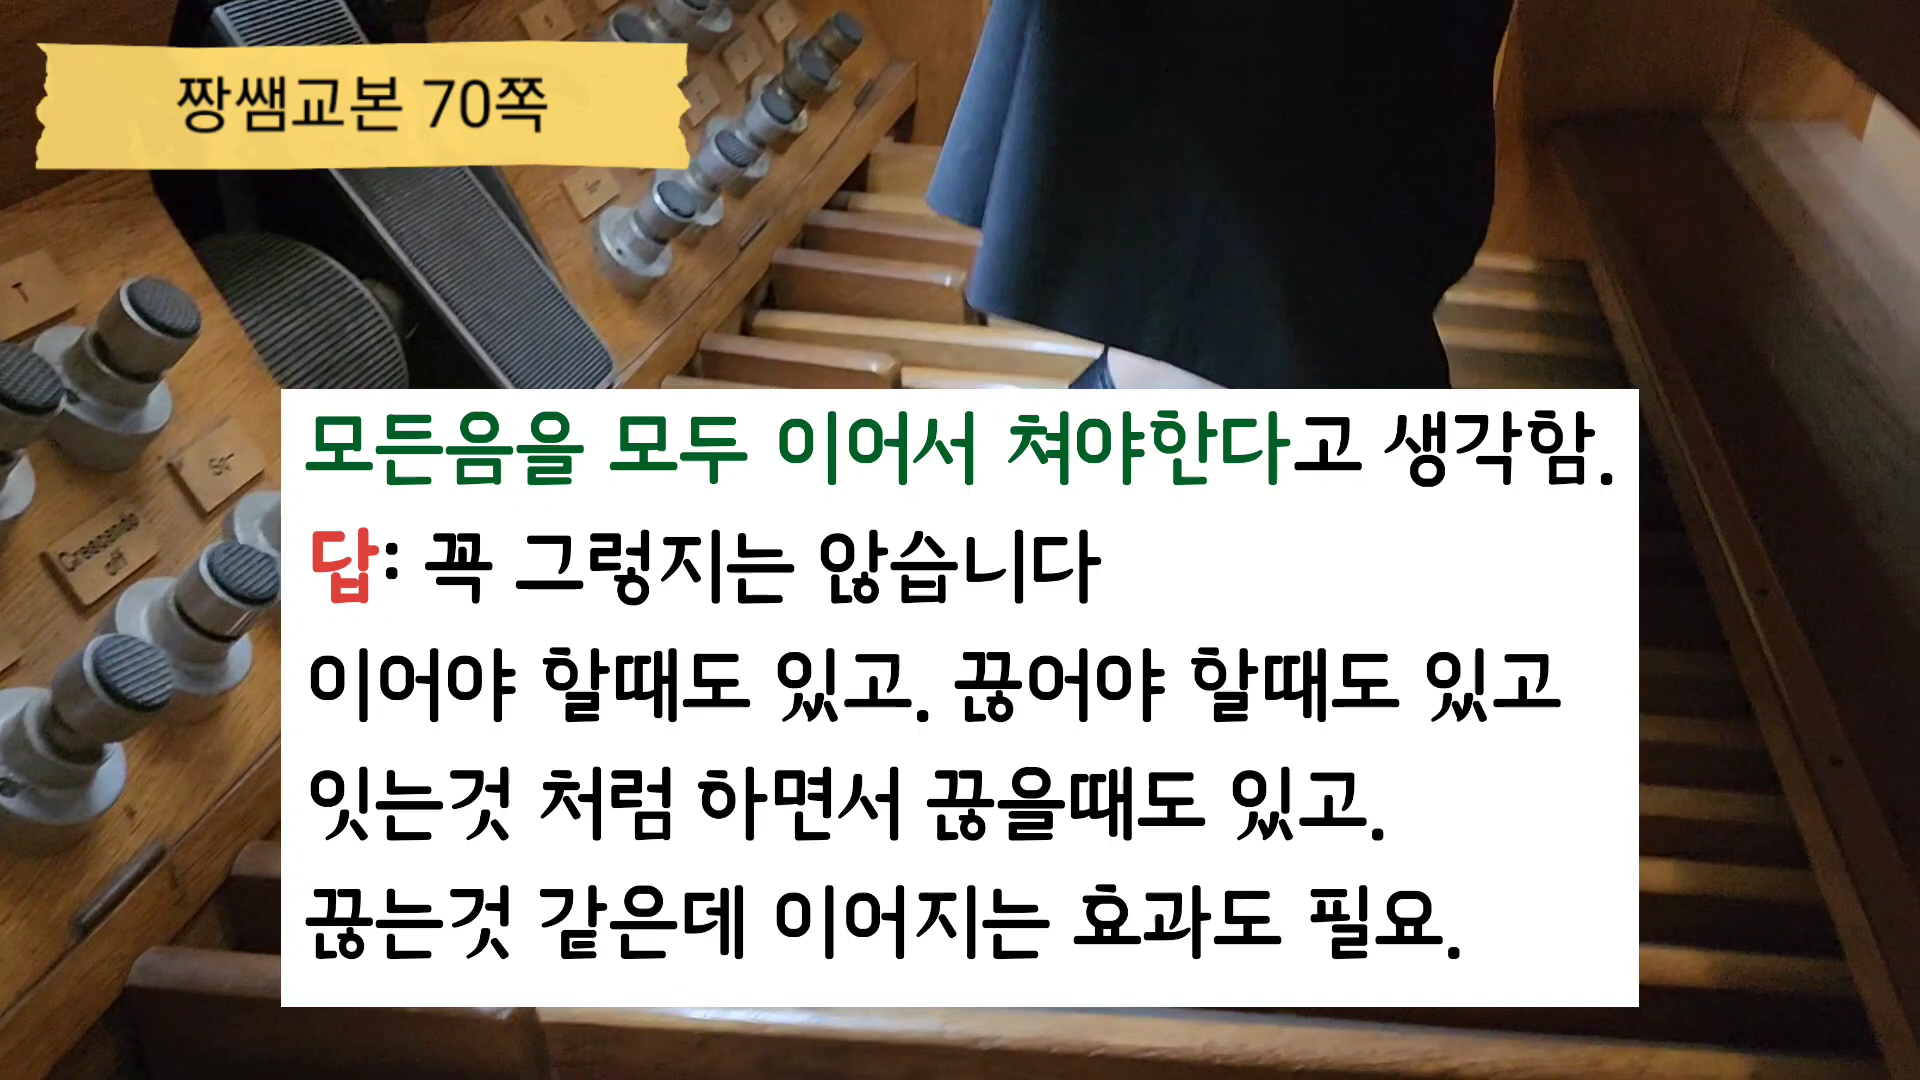 짱쌤교본 70쪽
T
50"
Crescendo
off
모든음을 모두 이어서 쳐야한다고 생각함.
답: 꼭 그렇지는 않습니다
이어야 할때도 있고. 끊어야 할때도 있고
잇는것 처럼 하면서 끊을때도 있고.
끊는것 같은데 이어지는 효과도 필요.